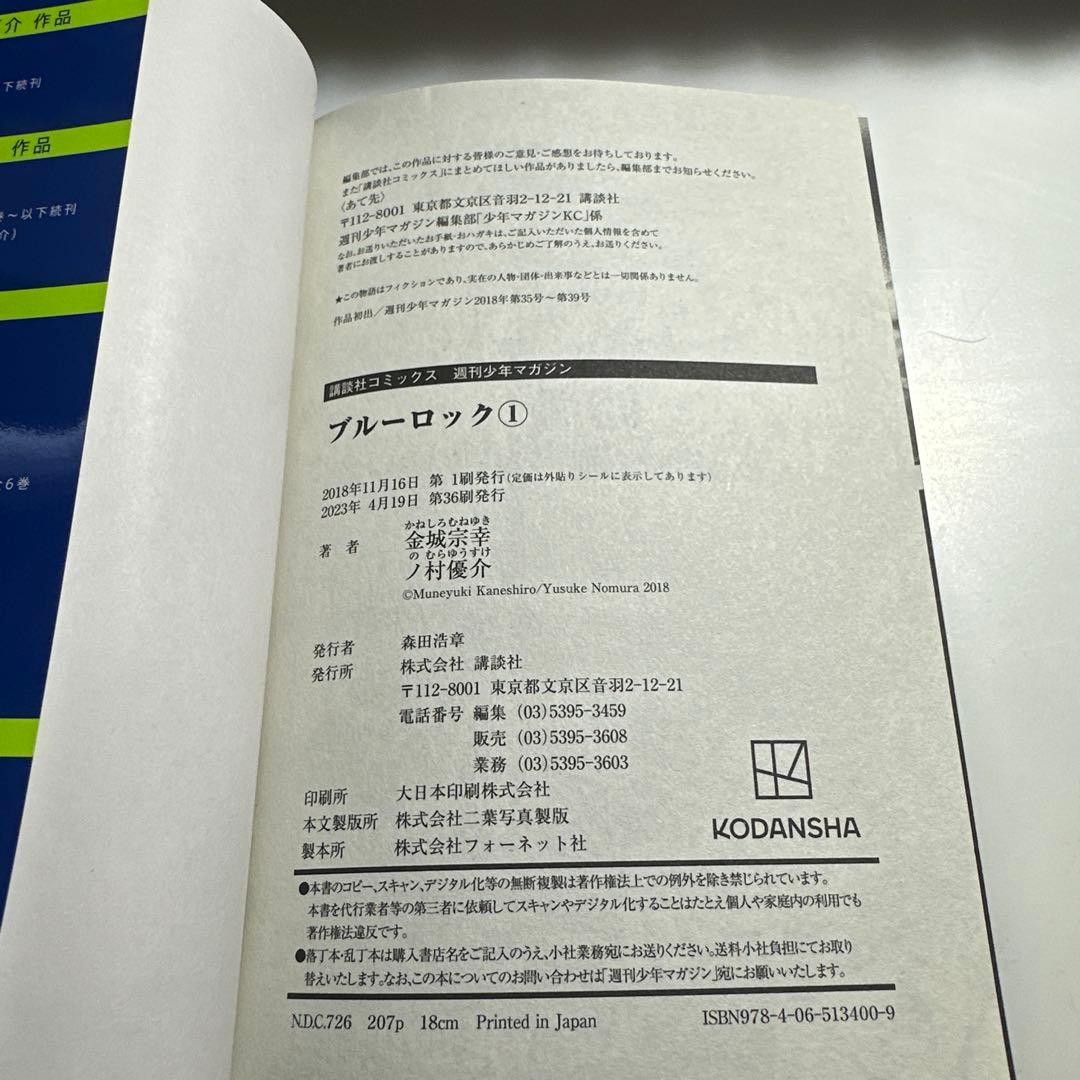 介 作品
下続刊
作品
巻～以下続刊
介）
全6巻
編集部では、この作品に対する皆様のご意見・ご感想をお待ちしております。
また「講談社コミックス」にまとめてほしい作品がありましたら、編集部までお知らせください。
〈あて先〉
〒112-8001 東京都文京区音羽2-12-21 講談社
週刊少年マガジン編集部「少年マガジンKC」係
なお、お送りいただいたお手紙・おハガキは、ご記入いただいた個人情報を含めて
著者にお渡しすることがありますので、あらかじめご了解のうえ、お送りください。
★この物語はフィクションであり、実在の人物・団体・出来事などとは一切関係ありません。
作品初出／週刊少年マガジン2018年第35号～第39号
講談社コミックス 週刊少年マガジン
ブルーロック①
2018年11月16日 第 1刷発行(定価は外貼りシールに表示してあります)
2023年 4月19日 第36刷発行
かねしろむねゆき
著 者 金城宗幸
の むらゆうすけ
ノ村優介
©Muneyuki Kaneshiro/Yusuke Nomura 2018
発行者 森田浩章
発行所 株式会社 講談社
〒112-8001 東京都文京区音羽2-12-21
電話番号 編集 (03)5395-3459
販売 (03)5395-3608
業務 (03)5395-3603
印刷所 大日本印刷株式会社
本文製版所 株式会社二葉写真製版
製本所 株式会社フォーネット社
KODANSHA
●本書のコピー、スキャン、デジタル化等の無断複製は著作権法上での例外を除き禁じられています。
本書を代行業者等の第三者に依頼してスキャンやデジタル化することはたとえ個人や家庭内の利用でも
著作権法違反です。
●落丁本・乱丁本は購入書店名をご記入のうえ、小社業務宛にお送りください。送料小社負担にてお取り
替えいたします。なお、この本についてのお問い合わせは「週刊少年マガジン」宛にお願いいたします。
N.D.C.726 207p 18cm Printed in Japan ISBN978-4-06-513400-9